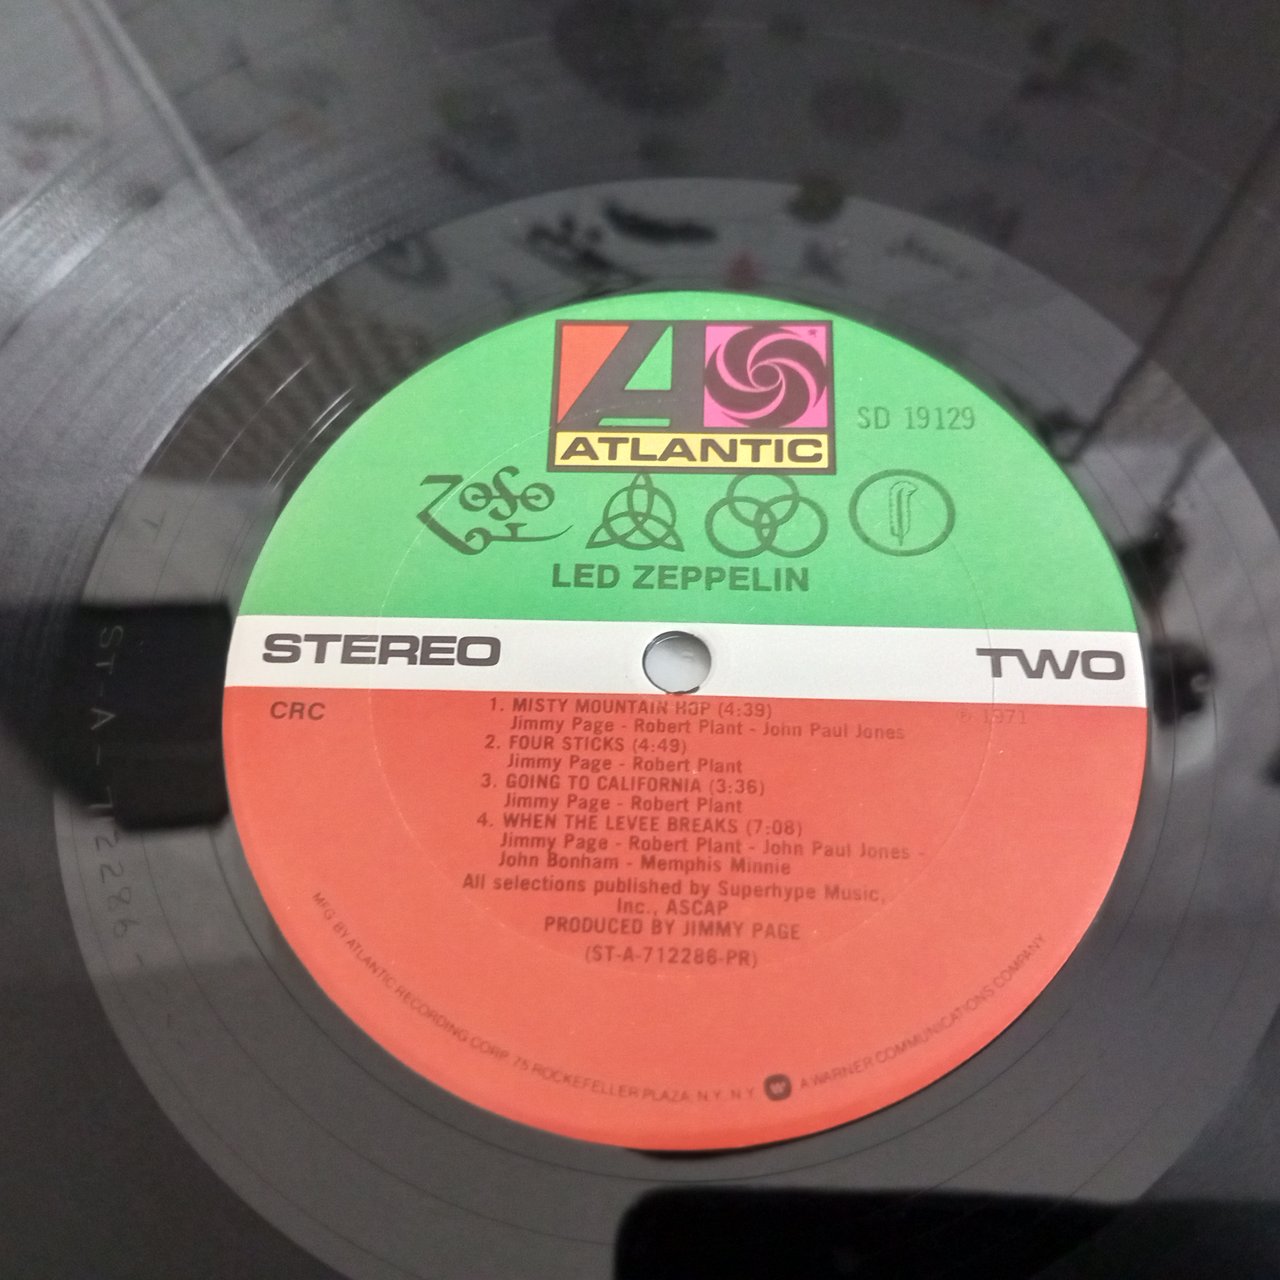 ATLANTIC
SD 19129
LED ZEPPELIN
STEREO
TWO
CRC
℗ 1971
1. MISTY MOUNTAIN HOP (4:39)
Jimmy Page - Robert Plant - John Paul Jones
2. FOUR STICKS (4:49)
Jimmy Page - Robert Plant
3. GOING TO CALIFORNIA (3:36)
Jimmy Page - Robert Plant
4. WHEN THE LEVEE BREAKS (7:08)
Jimmy Page - Robert Plant - John Paul Jones -
John Bonham - Memphis Minnie
All selections published by Superhype Music,
Inc., ASCAP
PRODUCED BY JIMMY PAGE
(ST-A-712286-PR)
MFG BY ATLANTIC RECORDING CORP. 75 ROCKEFELLER PLAZA, N.Y. N.Y. A WARNER COMMUNICATIONS COMPANY